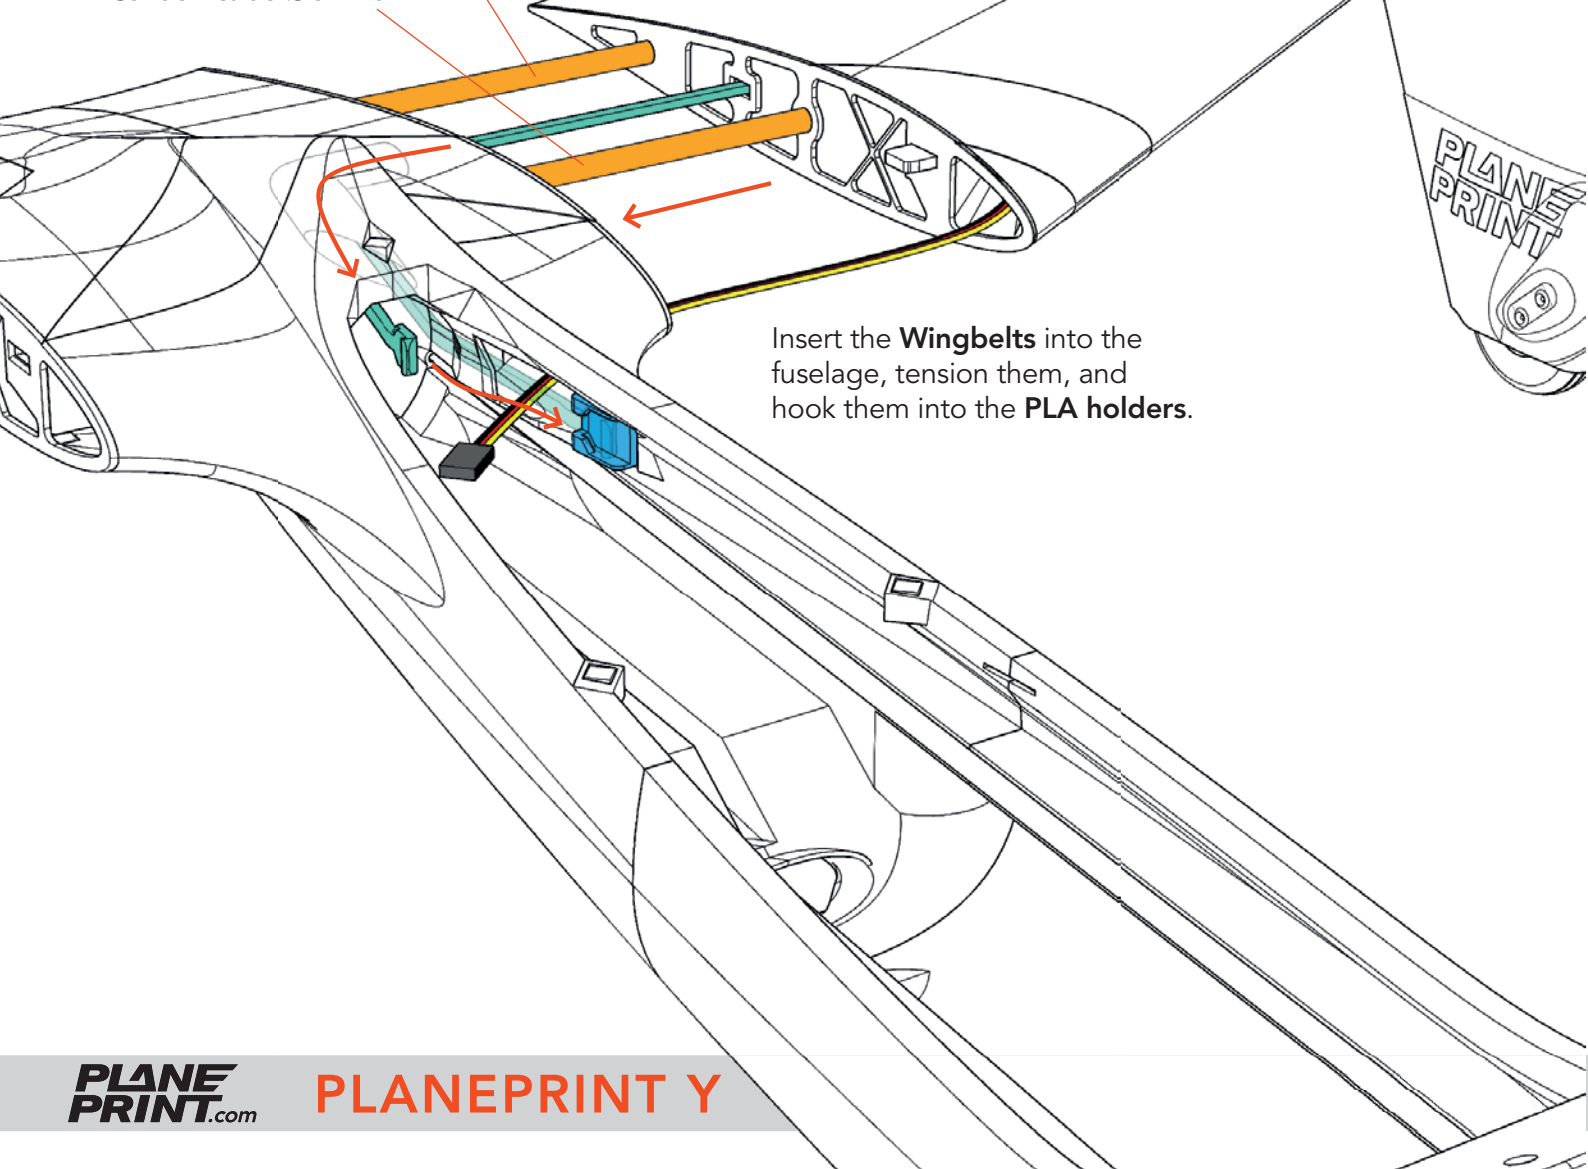 PLANE
PRINT
Insert the Wingbelts into the
fuselage, tension them, and
hook them into the PLA holders.
PLANE
PRINT.com
PLANEPRINT Y